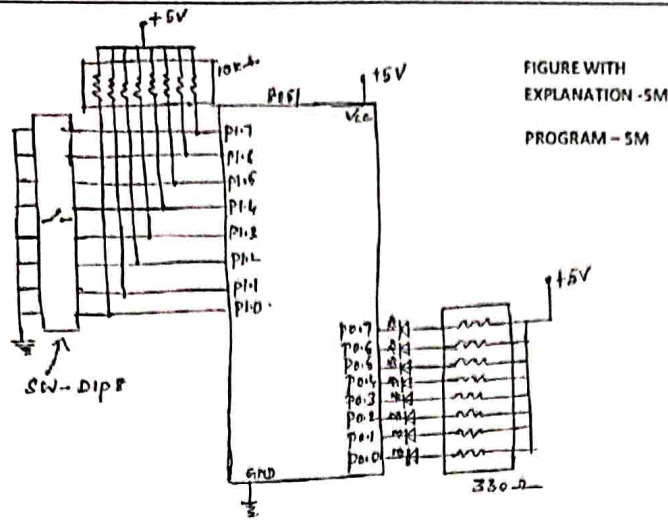 +5V
10K
+5V
FIGURE WITH
EXPLANATION -5M
PROGRAM – 5M
8051
Vcc
P1.7
P1.6
P1.5
P1.4
P1.3
P1.2
P1.1
P1.0
SW-DIP8
+5V
P0.7
P0.6
P0.5
P0.4
P0.3
P0.2
P0.1
P0.0
GND
330Ω